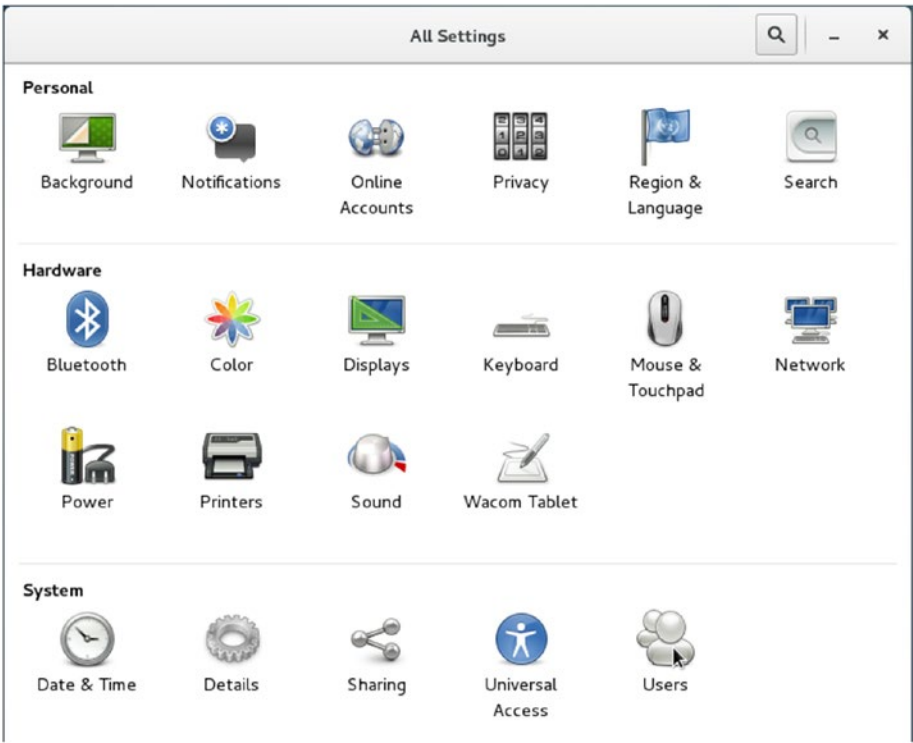 All Settings
Personal
Background
Notifications
Online
Accounts
Privacy
Region &
Language
Search
Hardware
Bluetooth
Color
Displays
Keyboard
Mouse &
Touchpad
Network
Power
Printers
Sound
Wacom Tablet
System
Date & Time
Details
Sharing
Universal
Access
Users